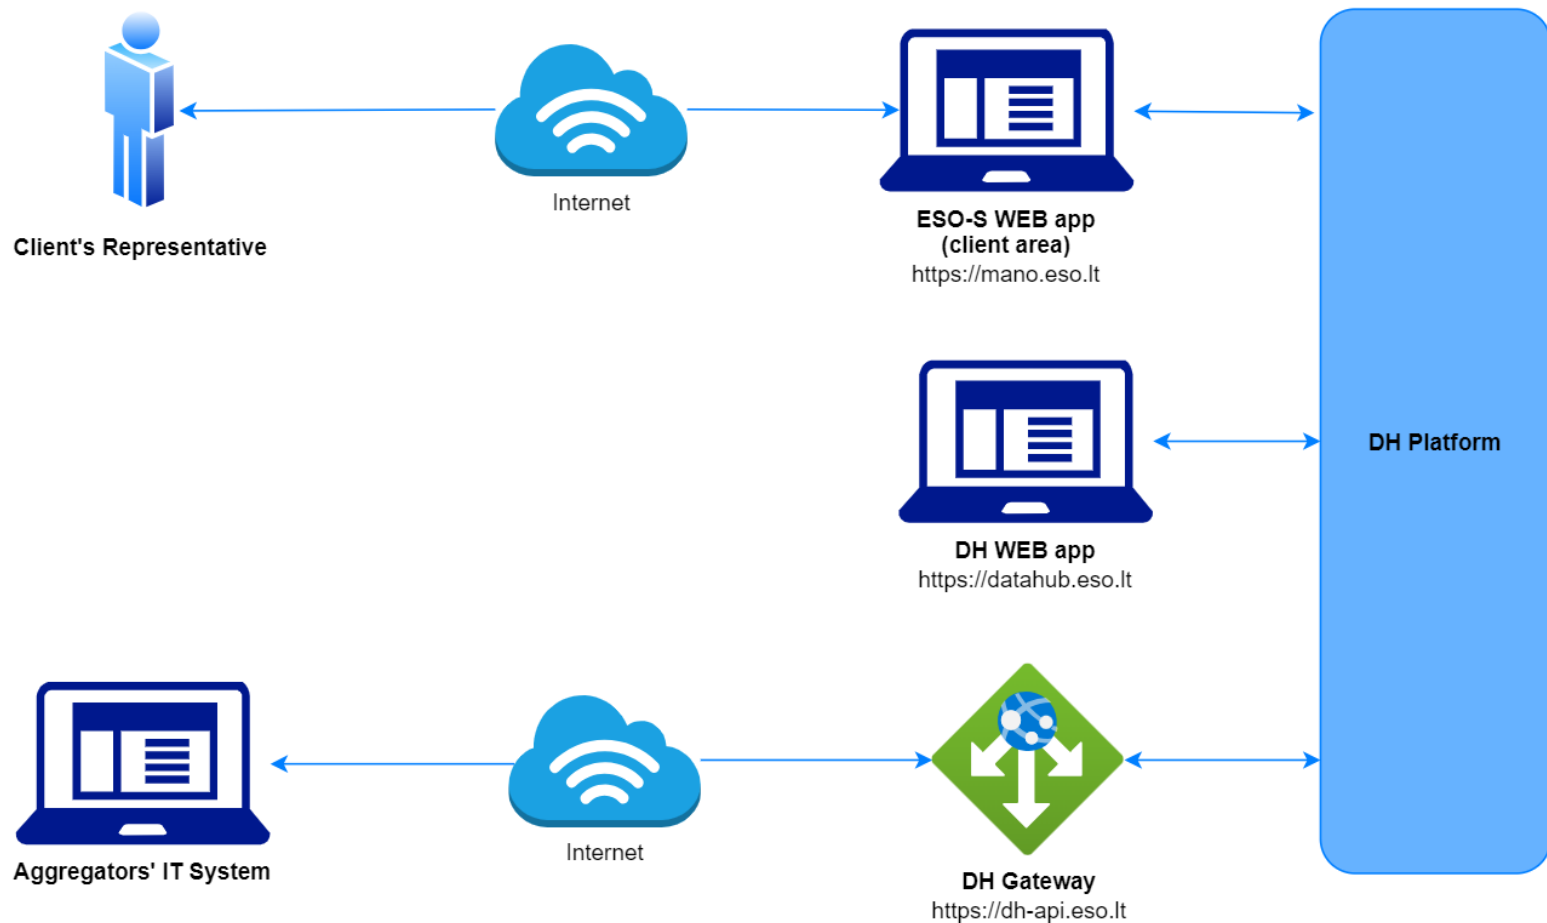 Internet
Client's Representative
ESO-S WEB app
(client area)
https://mano.eso.lt
DH Platform
DH WEB app
https://datahub.eso.lt
Internet
Aggregators' IT System
DH Gateway
https://dh-api.eso.lt